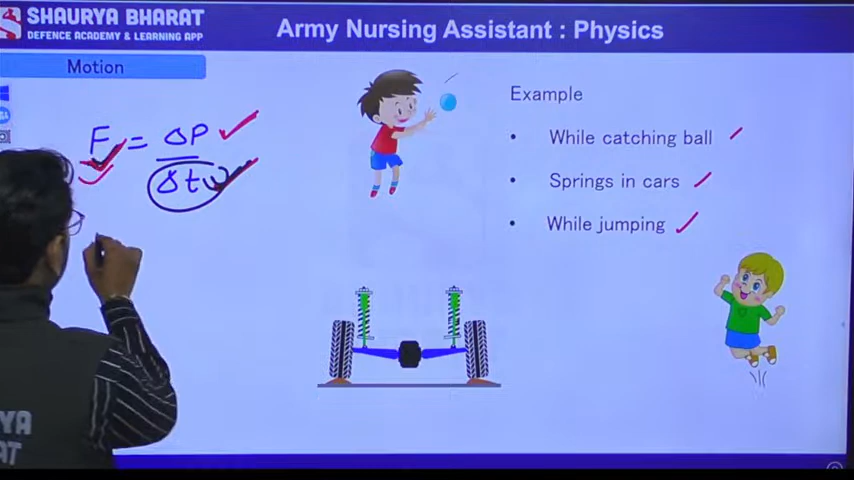 SHAURYA BHARAT
DEFENCE ACADEMY & LEARNING APP
Army Nursing Assistant : Physics
Motion
Example
• While catching ball
• Springs in cars
• While jumping
F = ΔP
Δt
YA
AT